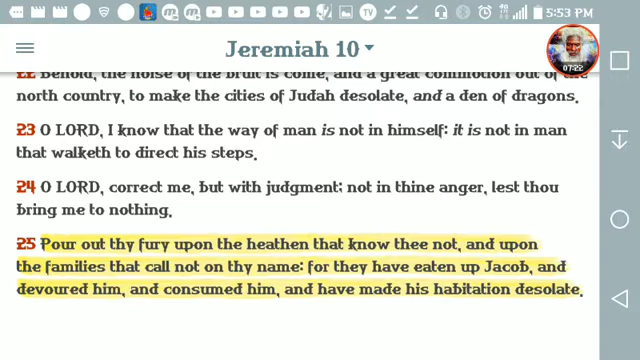 4G
5:53 PM
Jeremiah 10
07:22
22 Behold, the noise of the bruit is come, and a great commotion out of the
north country, to make the cities of Judah desolate, and a den of dragons.
23 O LORD, I know that the way of man is not in himself: it is not in man
that walketh to direct his steps.
24 O LORD, correct me, but with judgment; not in thine anger, lest thou
bring me to nothing.
25 Pour out thy fury upon the heathen that know thee not, and upon
the families that call not on thy name: for they have eaten up Jacob, and
devoured him, and consumed him, and have made his habitation desolate.